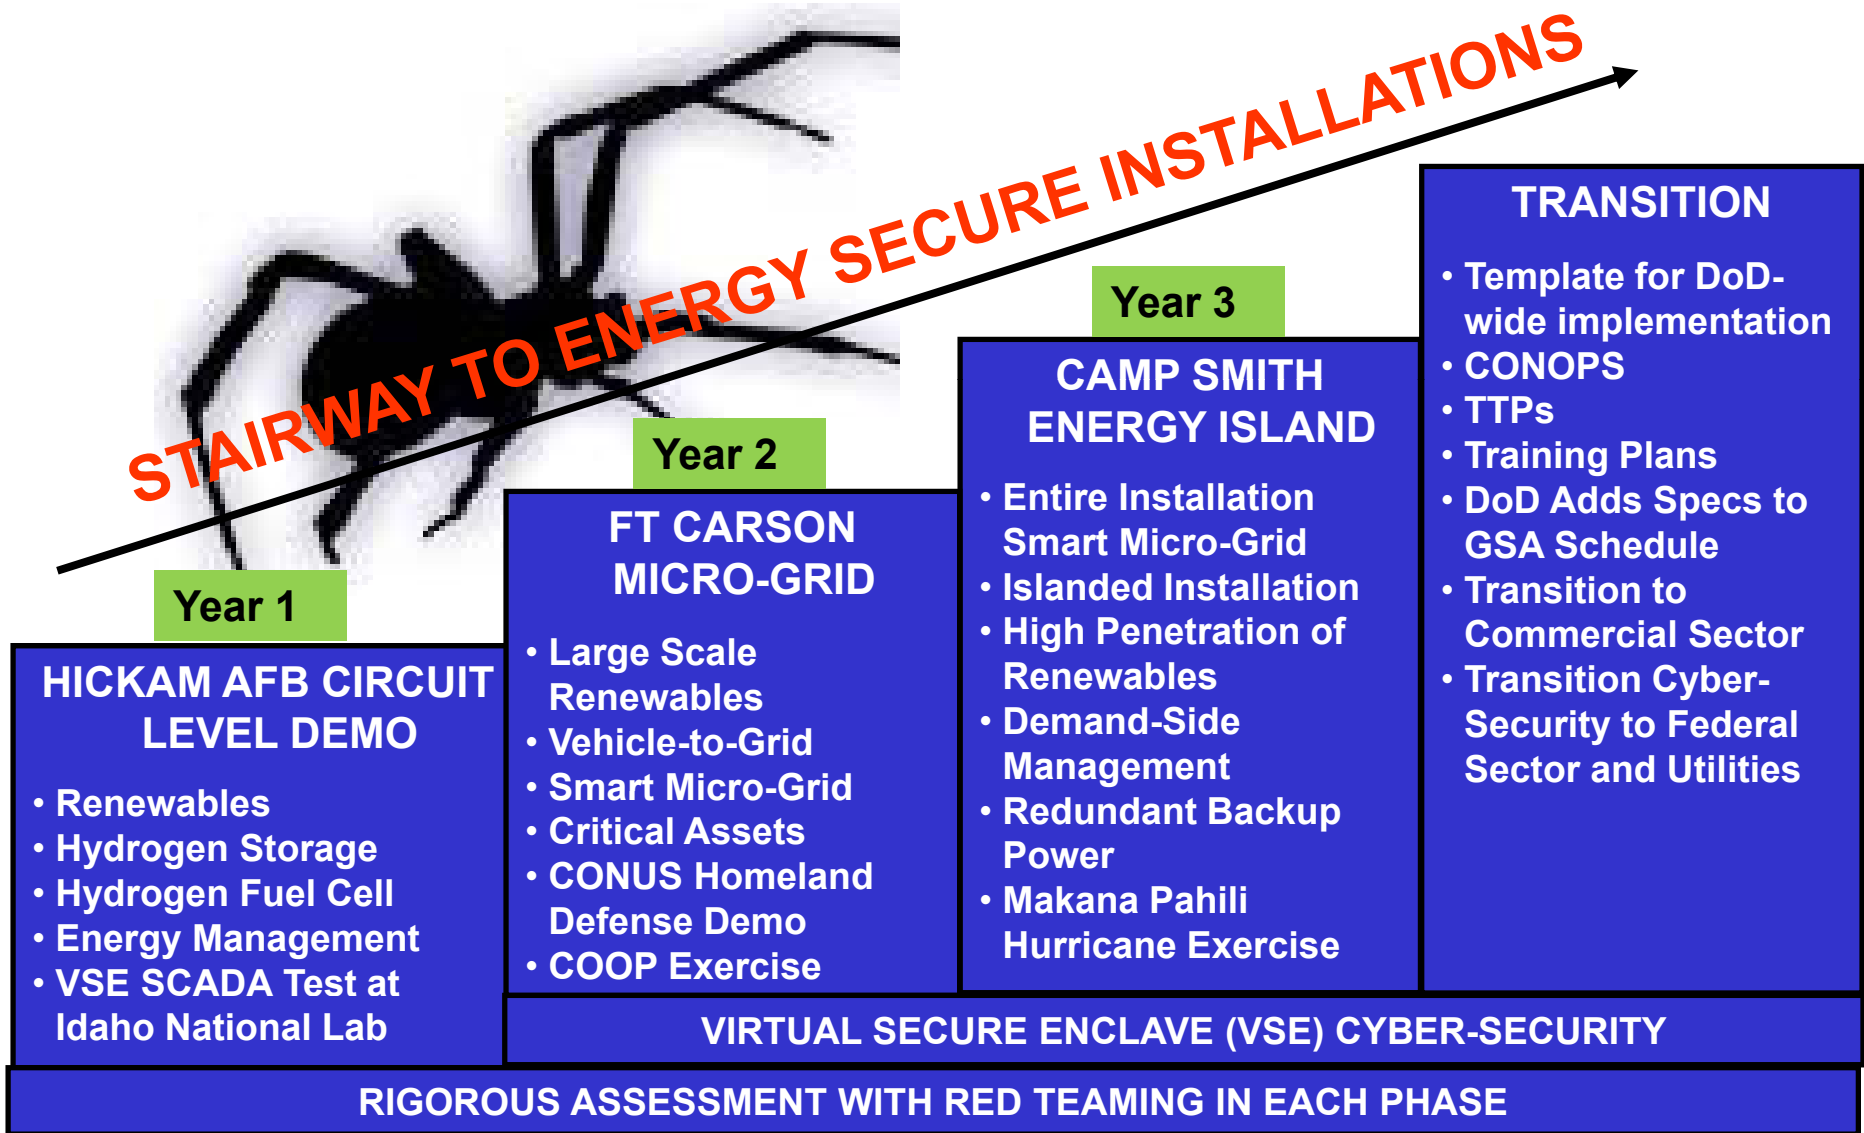 STAIRWAY TO ENERGY SECURE INSTALLATIONS
Year 1
HICKAM AFB CIRCUIT
LEVEL DEMO
• Renewables
• Hydrogen Storage
• Hydrogen Fuel Cell
• Energy Management
• VSE SCADA Test at
Idaho National Lab
Year 2
FT CARSON
MICRO-GRID
• Large Scale
Renewables
• Vehicle-to-Grid
• Smart Micro-Grid
• Critical Assets
• CONUS Homeland
Defense Demo
• COOP Exercise
Year 3
CAMP SMITH
ENERGY ISLAND
• Entire Installation
Smart Micro-Grid
• Islanded Installation
• High Penetration of
Renewables
• Demand-Side
Management
• Redundant Backup
Power
• Makana Pahili
Hurricane Exercise
TRANSITION
• Template for DoD-
wide implementation
• CONOPS
• TTPs
• Training Plans
• DoD Adds Specs to
GSA Schedule
• Transition to
Commercial Sector
• Transition Cyber-
Security to Federal
Sector and Utilities
VIRTUAL SECURE ENCLAVE (VSE) CYBER-SECURITY
RIGOROUS ASSESSMENT WITH RED TEAMING IN EACH PHASE